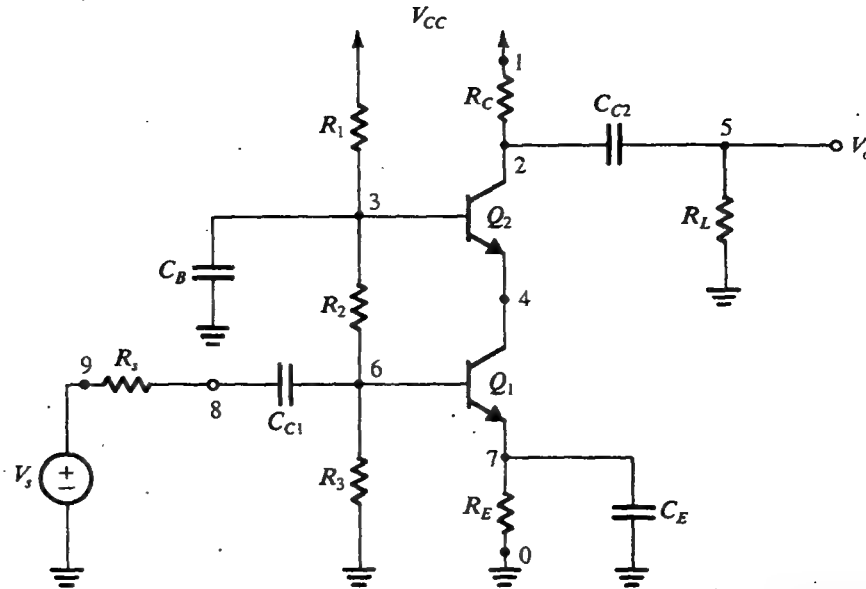 V_CC
1
R_C
C_C2
5
R_1
2
V_o
3
Q_2
R_L
C_B
4
R_2
9
R_s
6
Q_1
8
C_C1
V_s
+
−
R_3
7
R_E
C_E
0